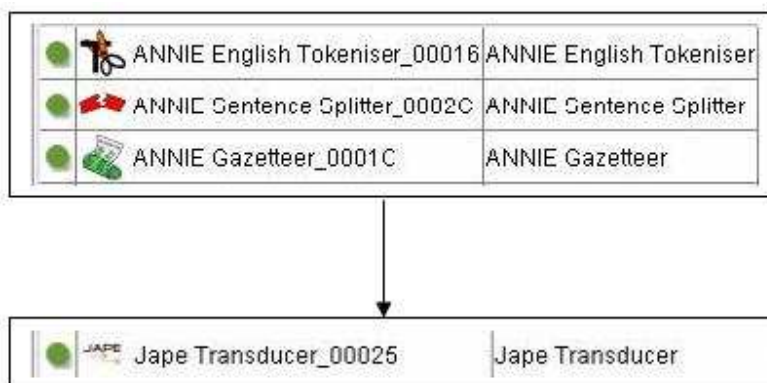 ANNIE English Tokeniser_00016 ANNIE English Tokeniser
ANNIE Sentence Splitter_0002C ANNIE Sentence Splitter
ANNIE Gazetteer_0001C ANNIE Gazetteer
JAPE Jape Transducer_00025 Jape Transducer